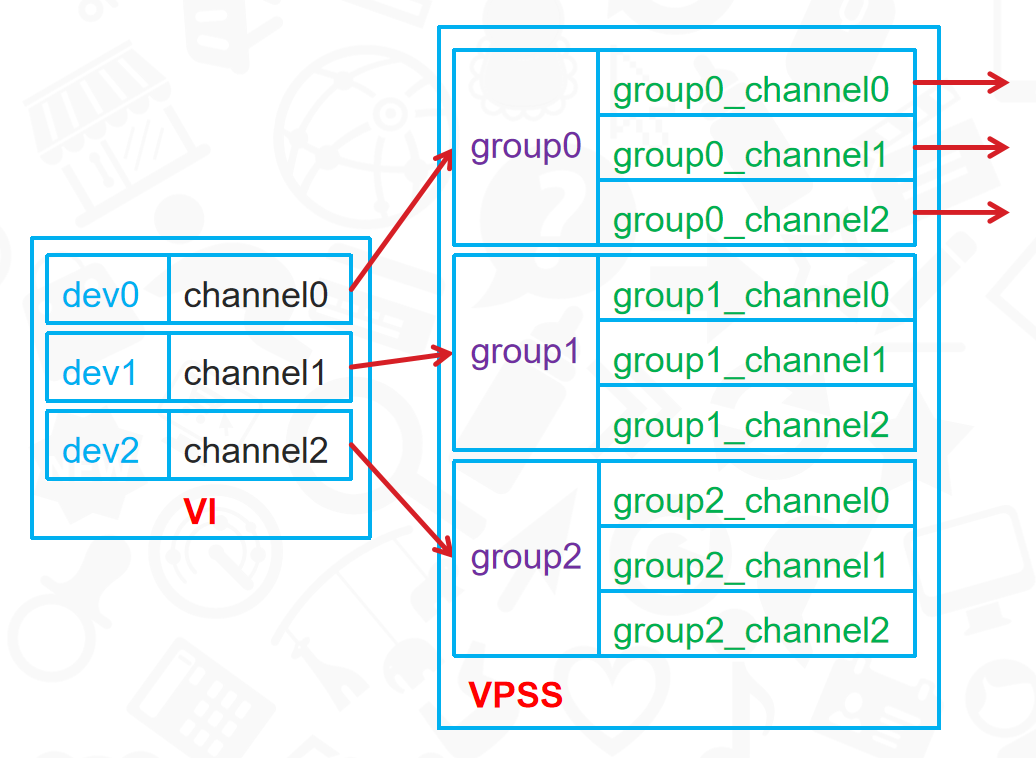 dev0 channel0
dev1 channel1
dev2 channel2
VI
group0
group0_channel0
group0_channel1
group0_channel2
group1
group1_channel0
group1_channel1
group1_channel2
group2
group2_channel0
group2_channel1
group2_channel2
VPSS